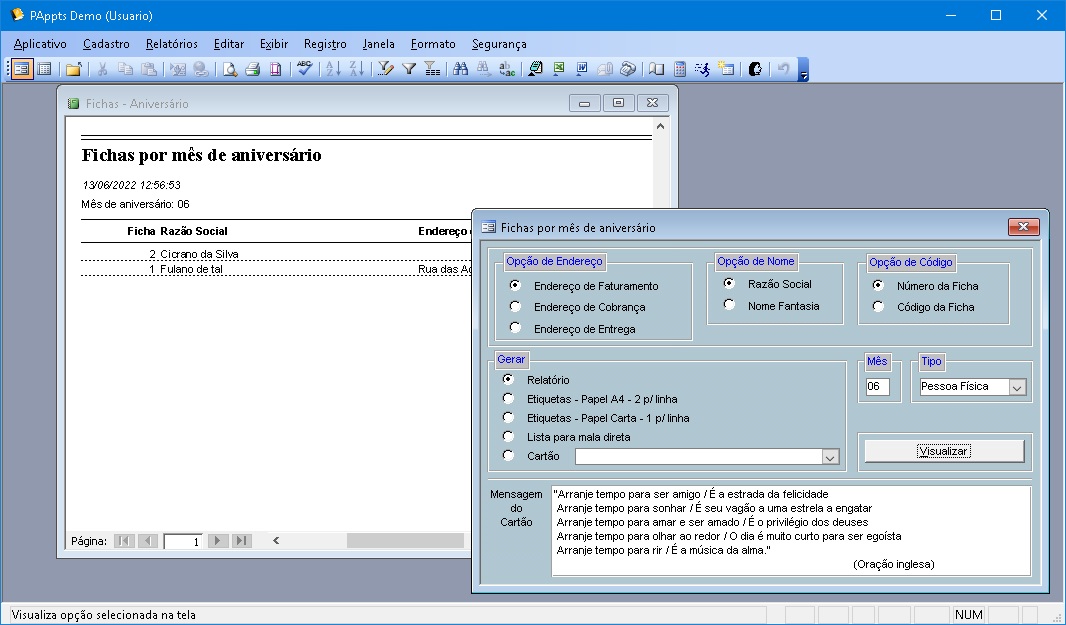 PAppts Demo (Usuario)
Aplicativo Cadastro Relatórios Editar Exibir Registro Janela Formato Segurança
Fichas - Aniversário
Fichas por mês de aniversário
13/06/2022 12:56:53
Mês de aniversário: 06
Ficha Razão Social Endereço
2 Cicrano da Silva
1 Fulano de tal Rua das
Página: 1
Fichas por mês de aniversário
Opção de Endereço
Endereço de Faturamento
Endereço de Cobrança
Endereço de Entrega
Opção de Nome
Razão Social
Nome Fantasia
Opção de Código
Número da Ficha
Código da Ficha
Gerar
Relatório
Etiquetas - Papel A4 - 2 p/ linha
Etiquetas - Papel Carta - 1 p/ linha
Lista para mala direta
Cartão
Mês
06
Tipo
Pessoa Física
Visualizar
Mensagem
do
Cartão
"Arranje tempo para ser amigo / É a estrada da felicidade
Arranje tempo para sonhar / É seu vagão a uma estrela a engatar
Arranje tempo para amar e ser amado / É o privilégio dos deuses
Arranje tempo para olhar ao redor / O dia é muito curto para ser egoísta
Arranje tempo para rir / É a música da alma."
(Oração inglesa)
Visualiza opção selecionada na tela
NUM